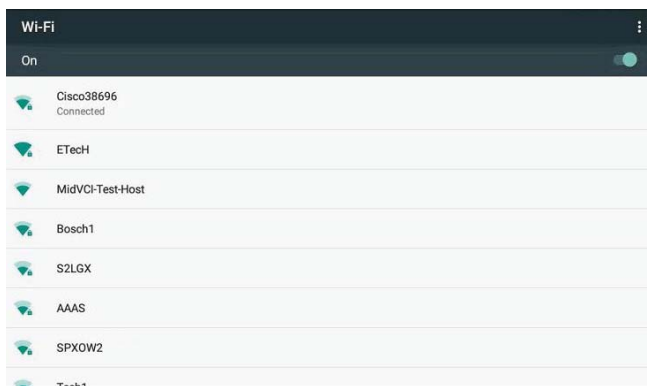 Wi-Fi
On
Cisco38696
Connected
ETecH
MidVCI-Test-Host
Bosch1
S2LGX
AAAS
SPXOW2